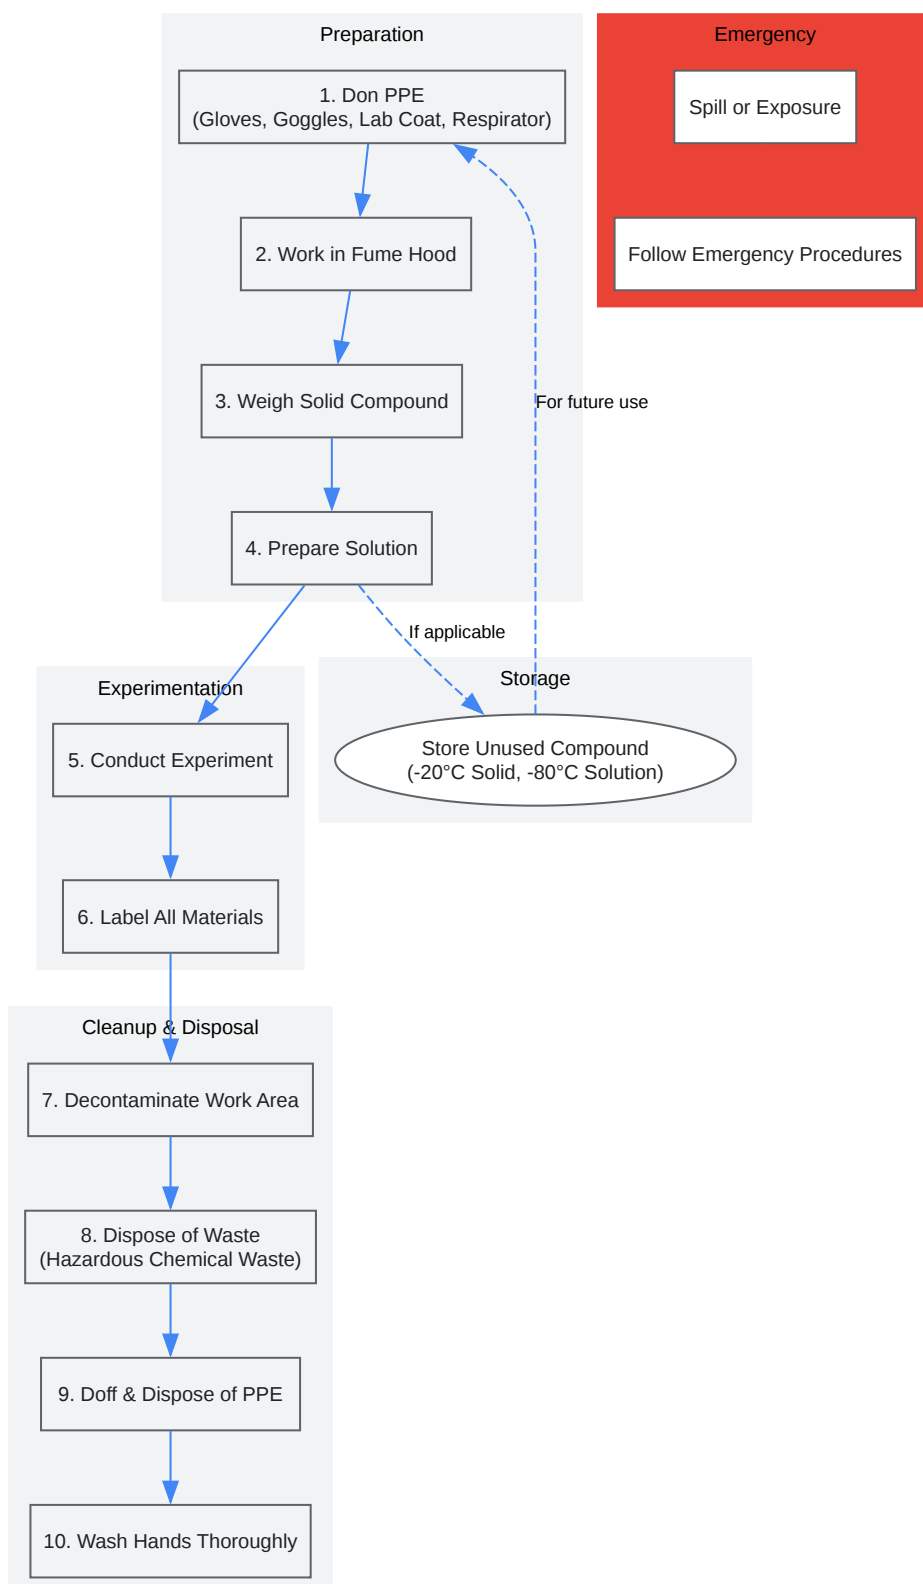 Preparation
1. Don PPE
(Gloves, Goggles, Lab Coat, Respirator)
2. Work in Fume Hood
3. Weigh Solid Compound
4. Prepare Solution
Emergency
Spill or Exposure
Follow Emergency Procedures
For future use
If applicable
Storage
Store Unused Compound
(-20°C Solid, -80°C Solution)
Experimentation
5. Conduct Experiment
6. Label All Materials
Cleanup & Disposal
7. Decontaminate Work Area
8. Dispose of Waste
(Hazardous Chemical Waste)
9. Doff & Dispose of PPE
10. Wash Hands Thoroughly